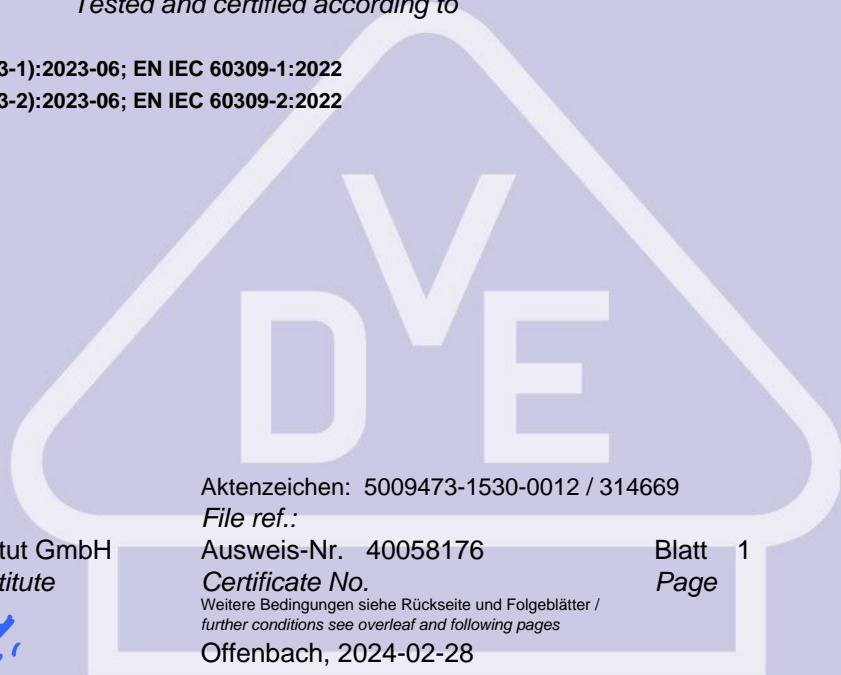 Tested and certified according to
3-1):2023-06; EN IEC 60309-1:2022
3-2):2023-06; EN IEC 60309-2:2022
DVE
Aktenzeichen: 5009473-1530-0012 / 314669
File ref.:
tut GmbH Ausweis-Nr. 40058176 Blatt 1
titute Certificate No. Page
Weitere Bedingungen siehe Rückseite und Folgeblätter /
further conditions see overleaf and following pages
Offenbach, 2024-02-28